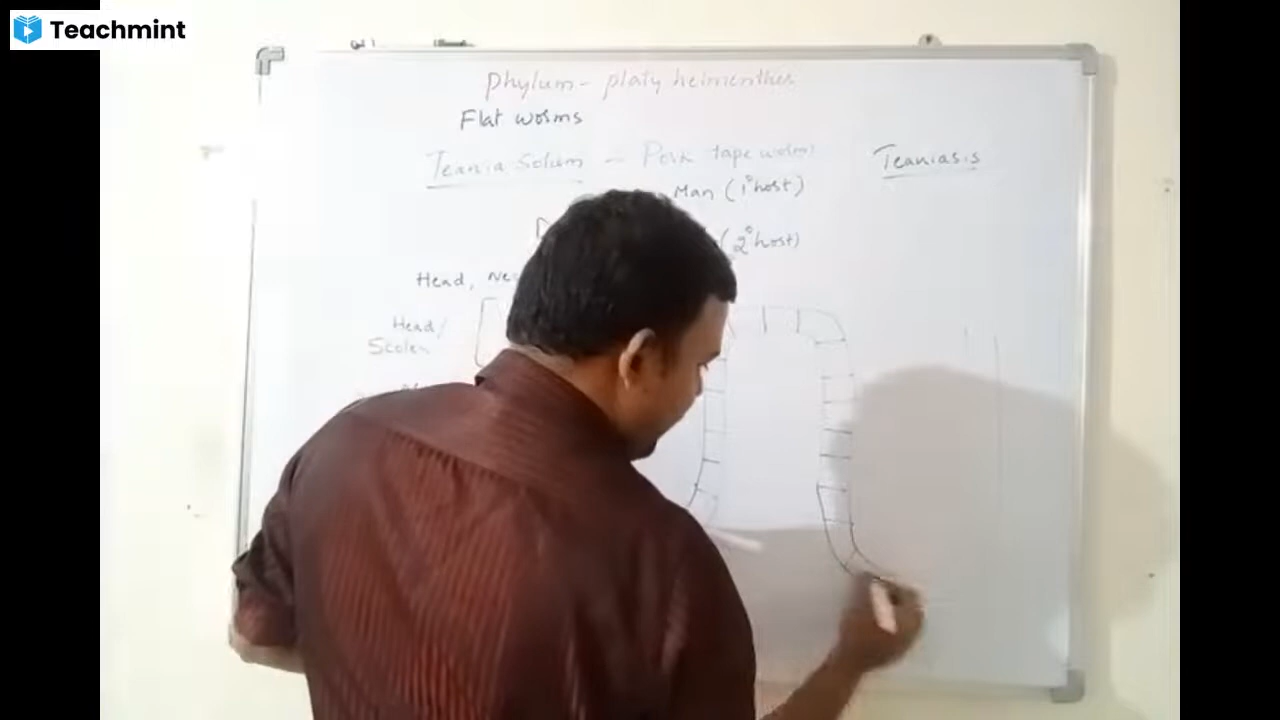 Teachmint
Phylum - platy helmenthes
Flat worms
Teania Solium - Pork tape worm
Teaniasis
Man (1° host)
(2° host)
Head,
Head/
Scolex